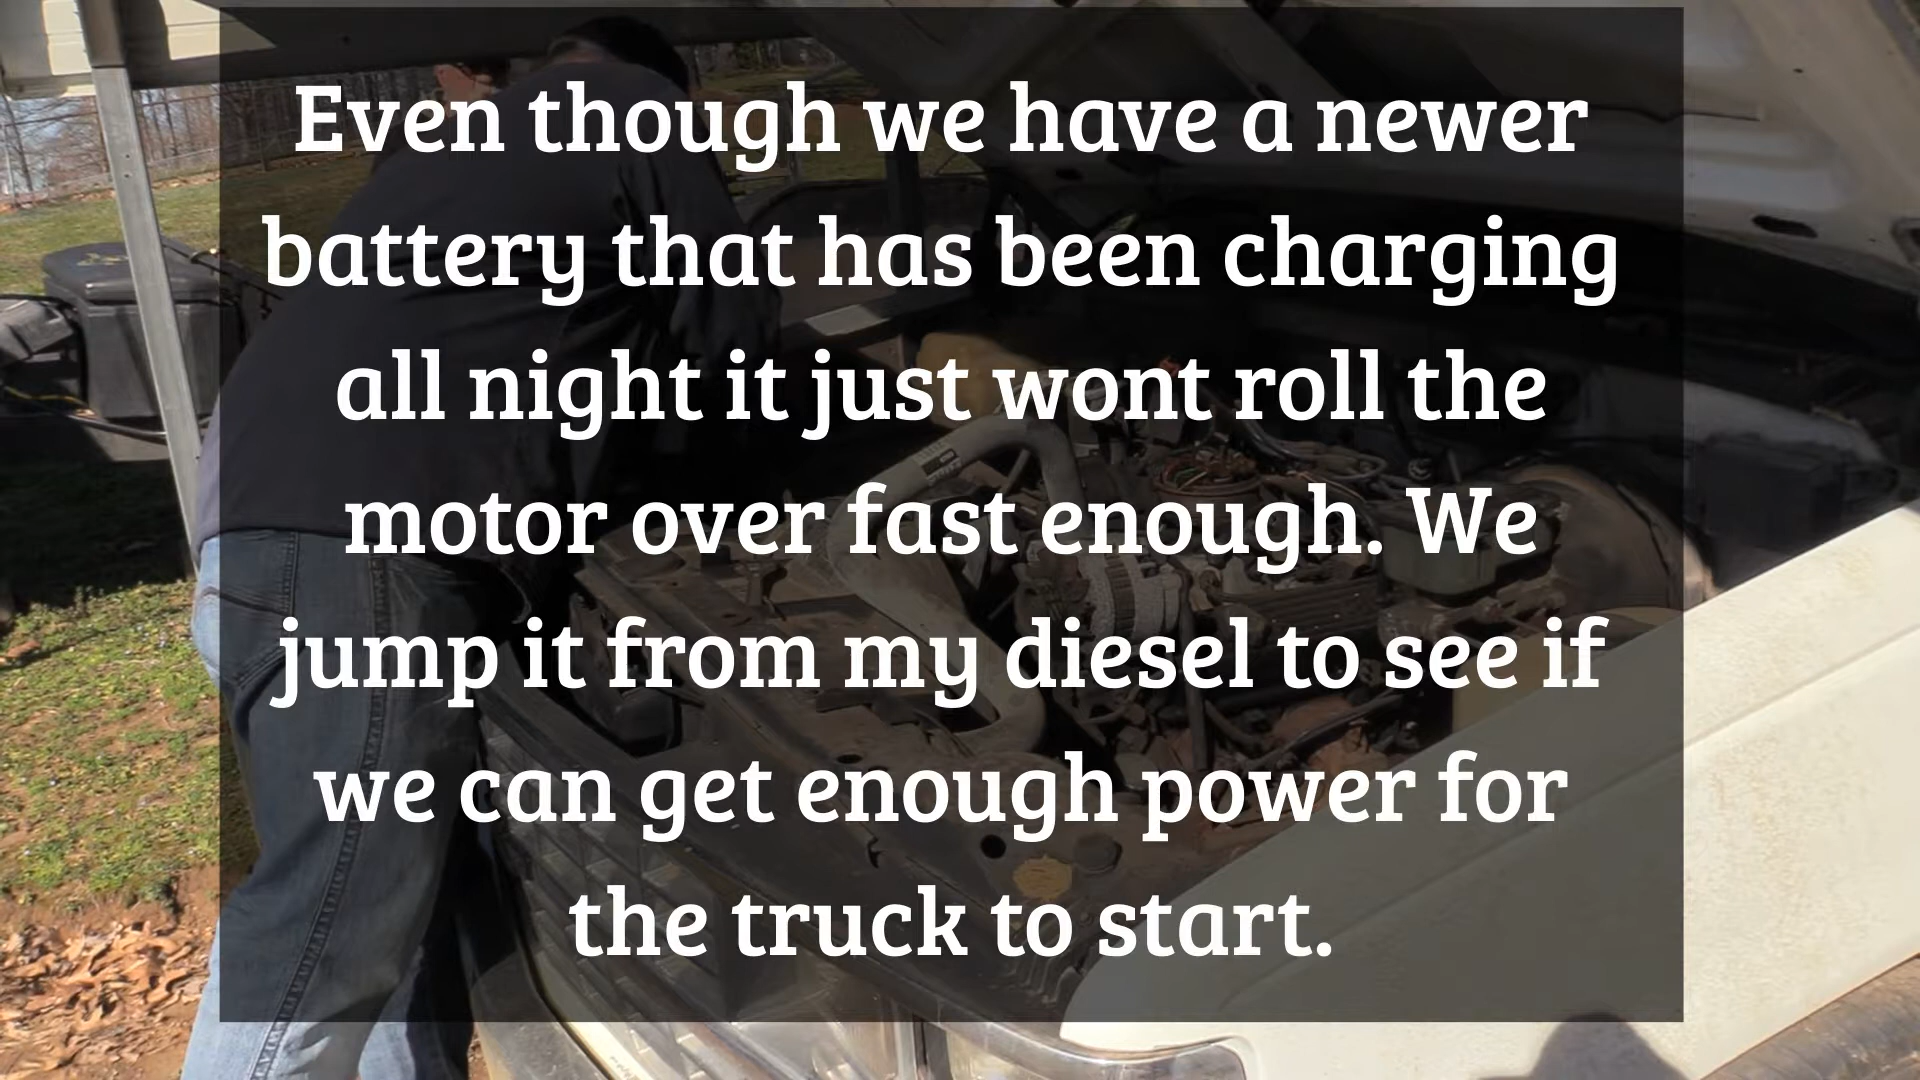 Even though we have a newer
battery that has been charging
all night it just wont roll the
motor over fast enough. We
jump it from my diesel to see if
we can get enough power for
the truck to start.